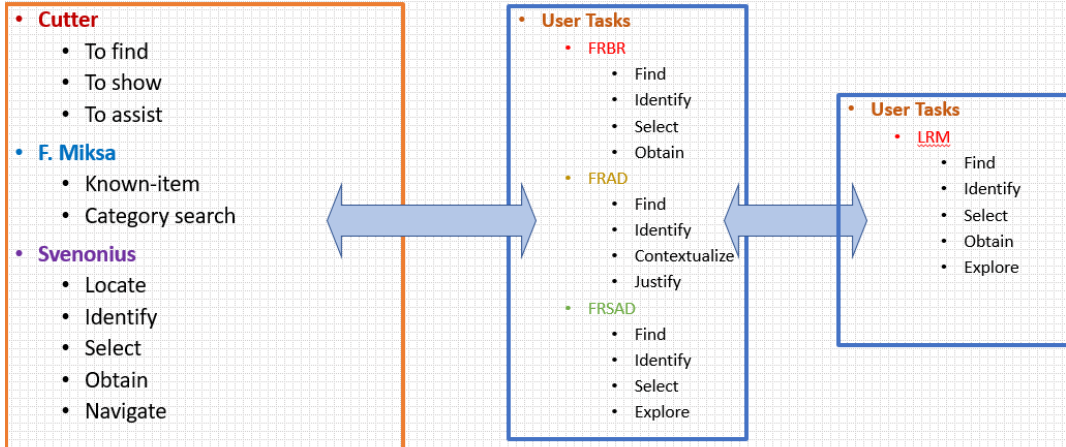 Cutter
To find
To show
To assist
F. Miksa
Known-item
Category search
Svenonius
Locate
Identify
Select
Obtain
Navigate
User Tasks
FRBR
Find
Identify
Select
Obtain
FRAD
Find
Identify
Contextualize
Justify
FRSAD
Find
Identify
Select
Explore
User Tasks
LRM
Find
Identify
Select
Obtain
Explore